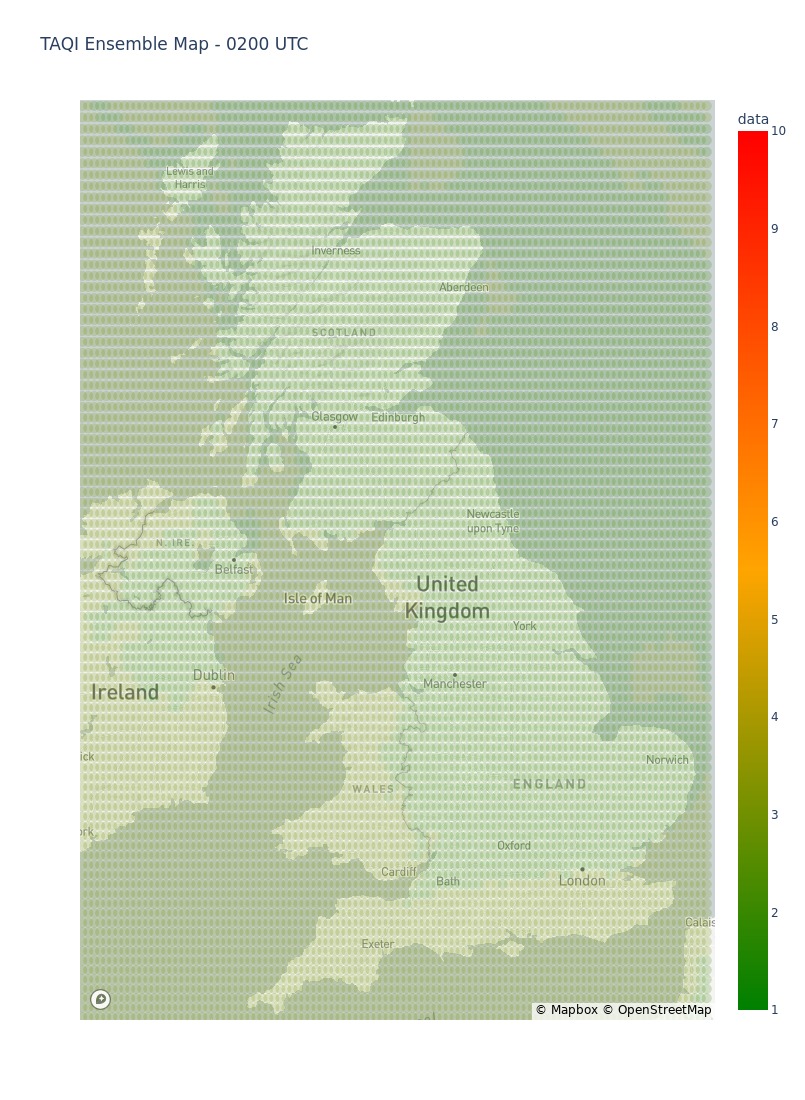 TAQI Ensemble Map - 0200 UTC
data
10
9
8
7
6
5
4
3
2
1
Lewis and
Harris
Inverness
Aberdeen
SCOTLAND
Glasgow
Edinburgh
Newcastle
upon Tyne
N. IRE.
Belfast
Isle of Man
United
Kingdom
York
Irish Sea
Dublin
Manchester
Ireland
ick
Norwich
WALES
ENGLAND
ork
Oxford
Cardiff
Bath
London
Calais
Exeter
© Mapbox © OpenStreetMap